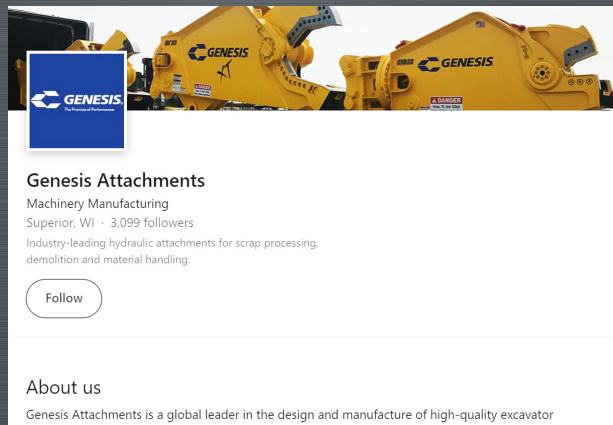 GENESIS
GENESIS
GENESIS
The Promise of Performance.
DANGER
Genesis Attachments
Machinery Manufacturing
Superior, WI · 3,099 followers
Industry-leading hydraulic attachments for scrap processing,
demolition and material handling.
Follow
About us
Genesis Attachments is a global leader in the design and manufacture of high-quality excavator